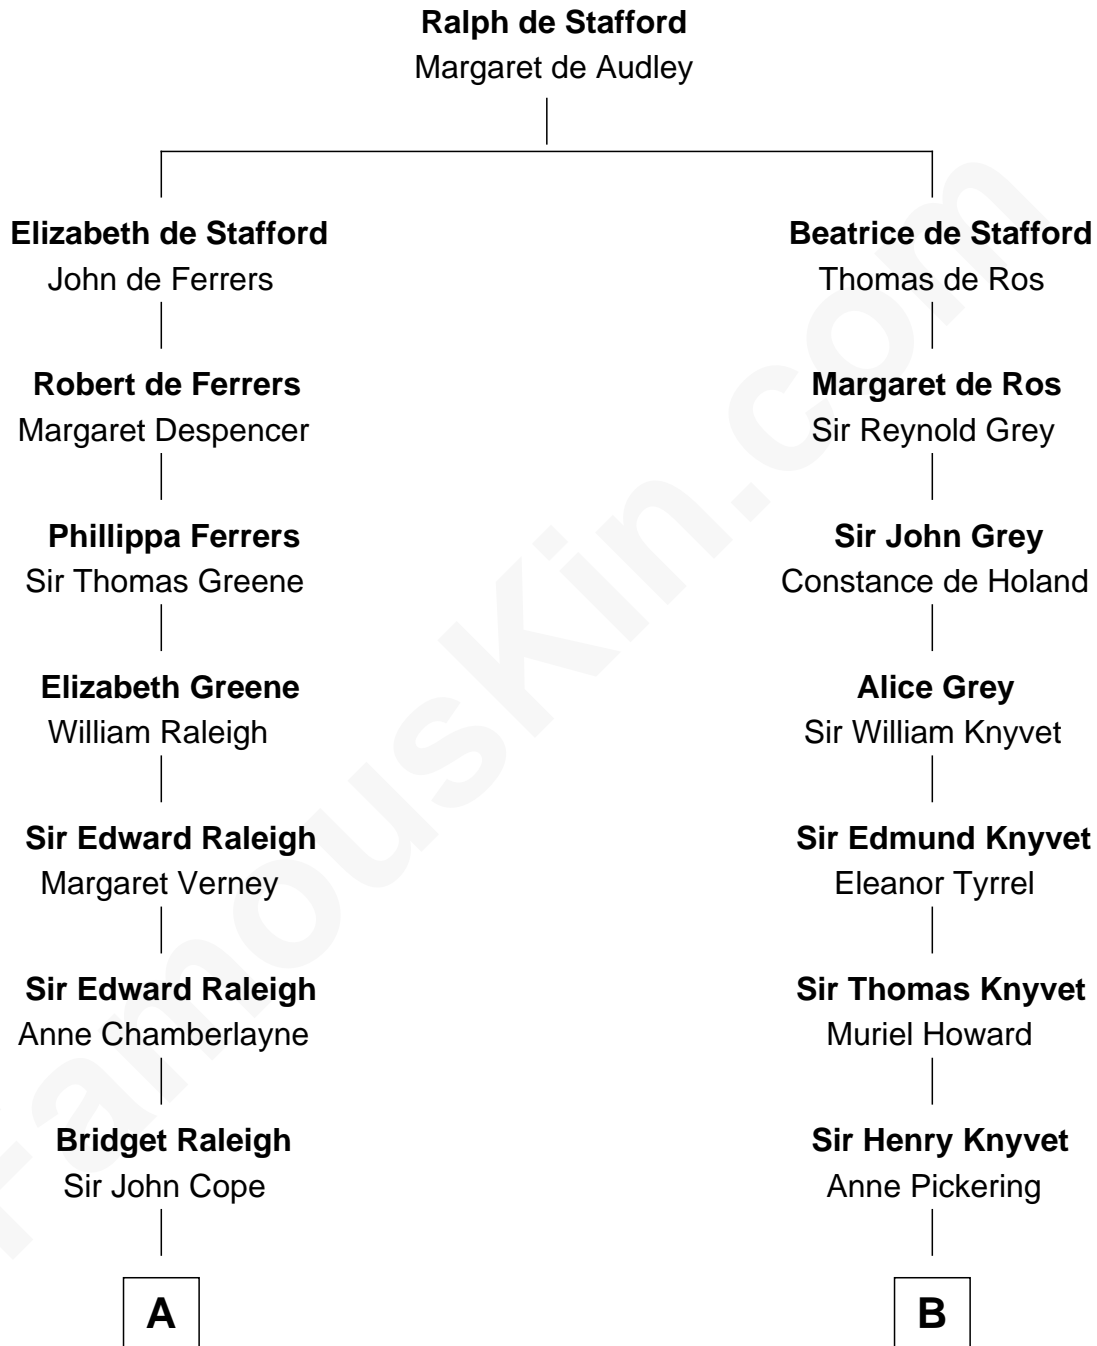 Ralph de Stafford
Margaret de Audley
Elizabeth de Stafford
John de Ferrers
Beatrice de Stafford
Thomas de Ros
Robert de Ferrers
Margaret Despencer
Margaret de Ros
Sir Reynold Grey
Phillippa Ferrers
Sir Thomas Greene
Sir John Grey
Constance de Holand
Elizabeth Greene
William Raleigh
Alice Grey
Sir William Knyvet
Sir Edward Raleigh
Margaret Verney
Sir Edmund Knyvet
Eleanor Tyrrel
Sir Edward Raleigh
Anne Chamberlayne
Sir Thomas Knyvet
Muriel Howard
Bridget Raleigh
Sir John Cope
Sir Henry Knyvet
Anne Pickering
A
B
FamousKin.com